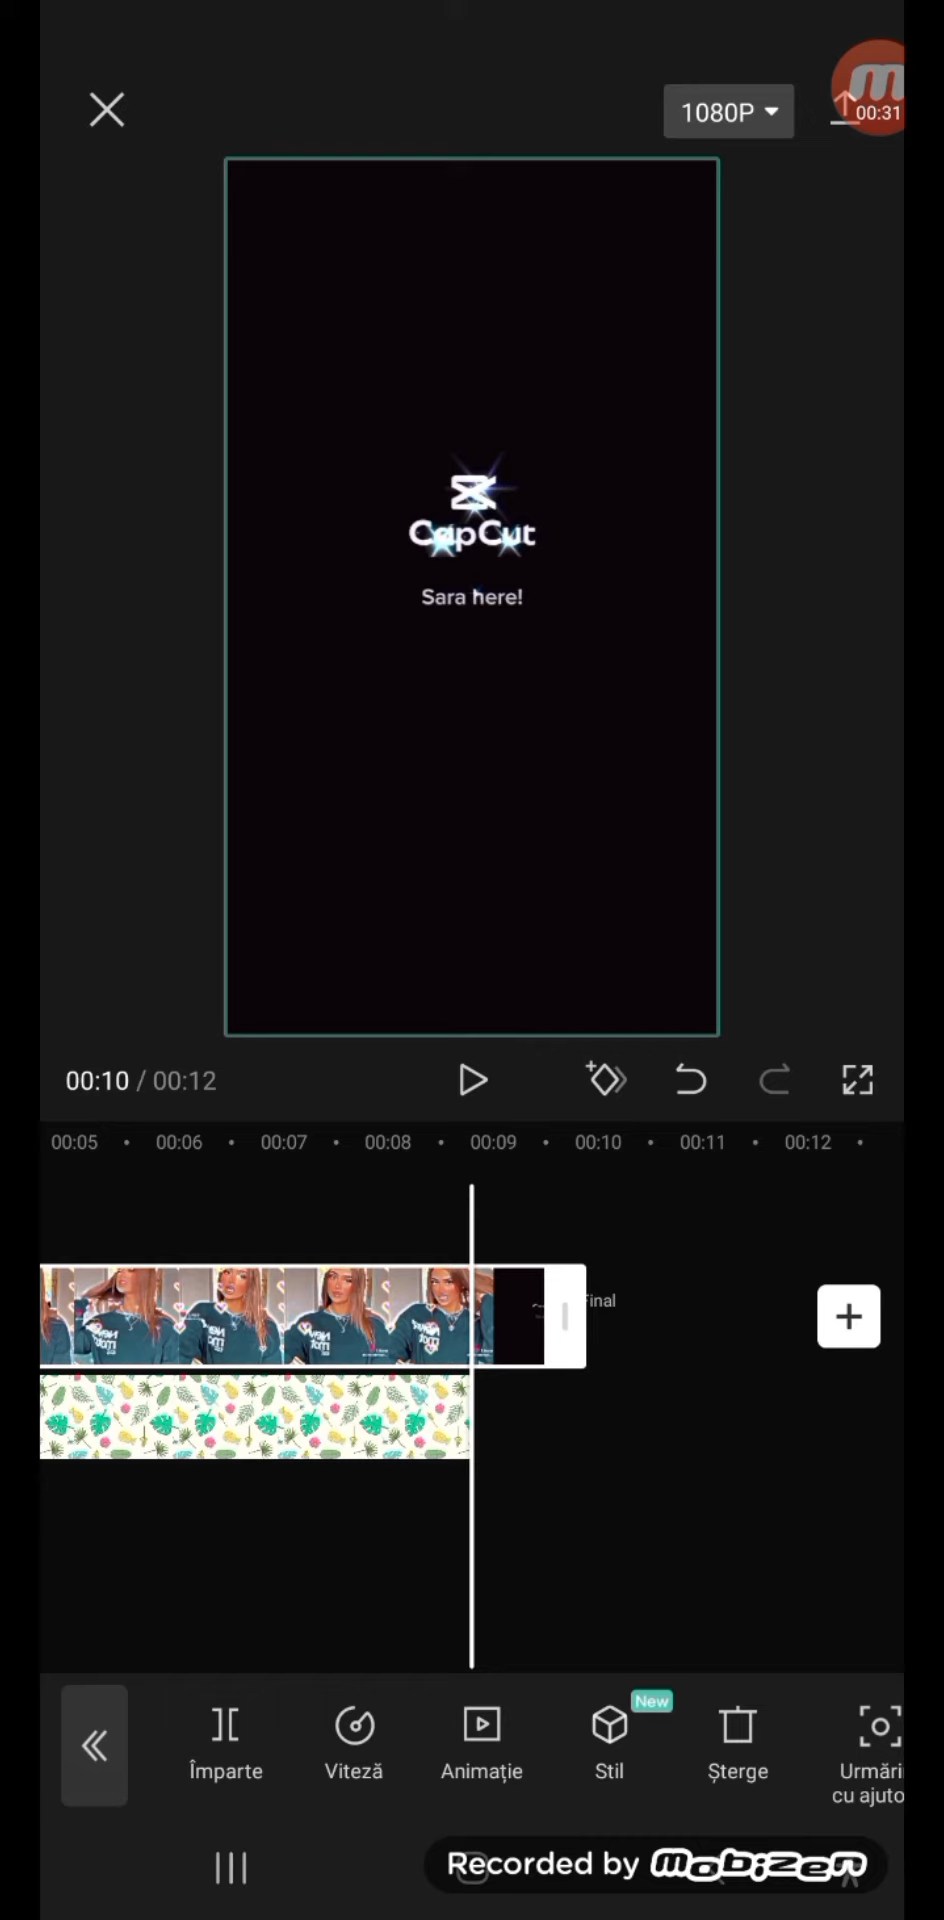 1080P
00:31
CapCut
Sara here!
00:10 / 00:12
00:05 00:06 00:07 00:08 00:09 00:10 00:11 00:12
Final
New
Împarte Viteză Animație Stil Șterge Urmări
cu ajuto
Recorded by mobizen